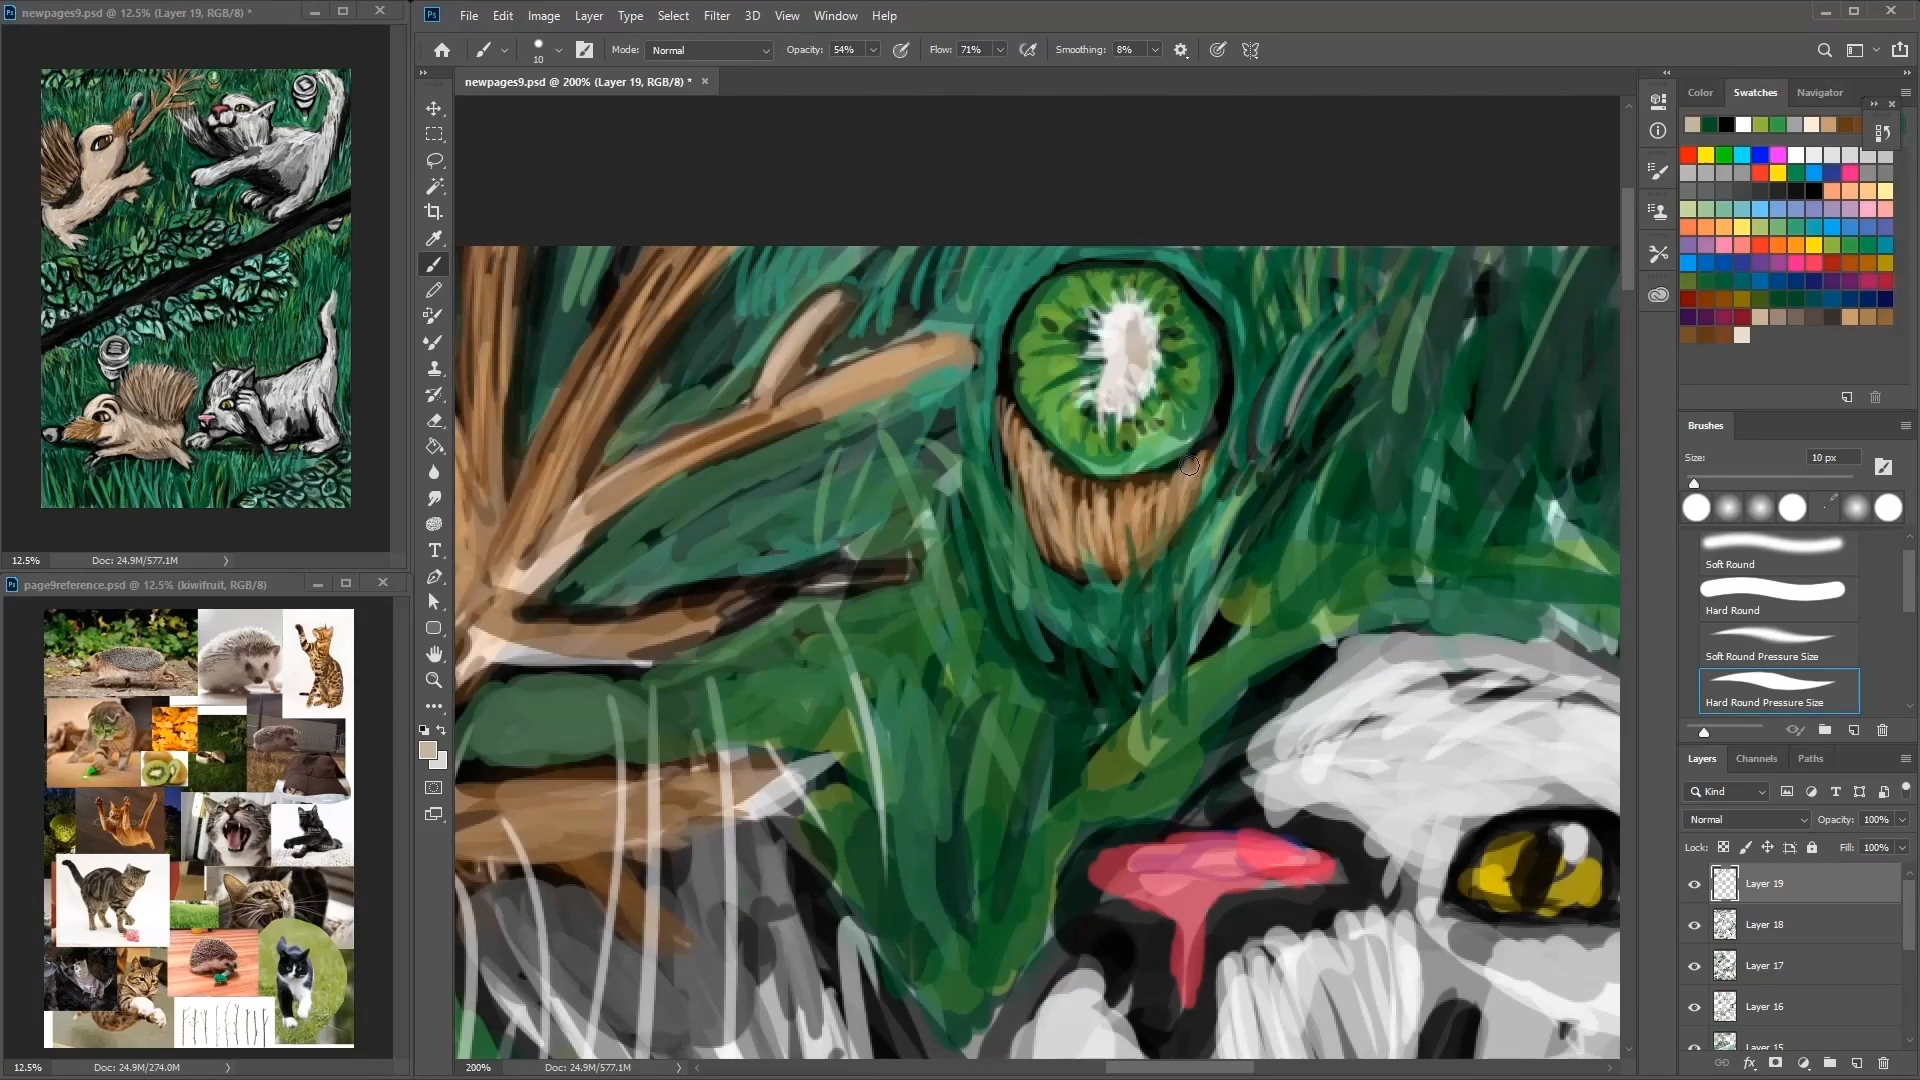 newpages9.psd @ 12.5% (Layer 19, RGB/8) *
File Edit Image Layer Type Select Filter 3D View Window Help
10
Mode: Normal Opacity: 54% Flow: 71% Smoothing: 8%
newpages9.psd @ 200% (Layer 19, RGB/8) *
Color Swatches Navigator
Brushes
Size: 10 px
Soft Round
Hard Round
Soft Round Pressure Size
Hard Round Pressure Size
Layers Channels Paths
Kind
Normal Opacity: 100%
Lock: Fill: 100%
Layer 19
Layer 18
Layer 17
Layer 16
Layer 15
12.5% Doc: 24.9M/577.1M
page9reference.psd @ 12.5% (kiwifruit, RGB/8)
12.5% Doc: 24.9M/274.0M
200% Doc: 24.9M/577.1M